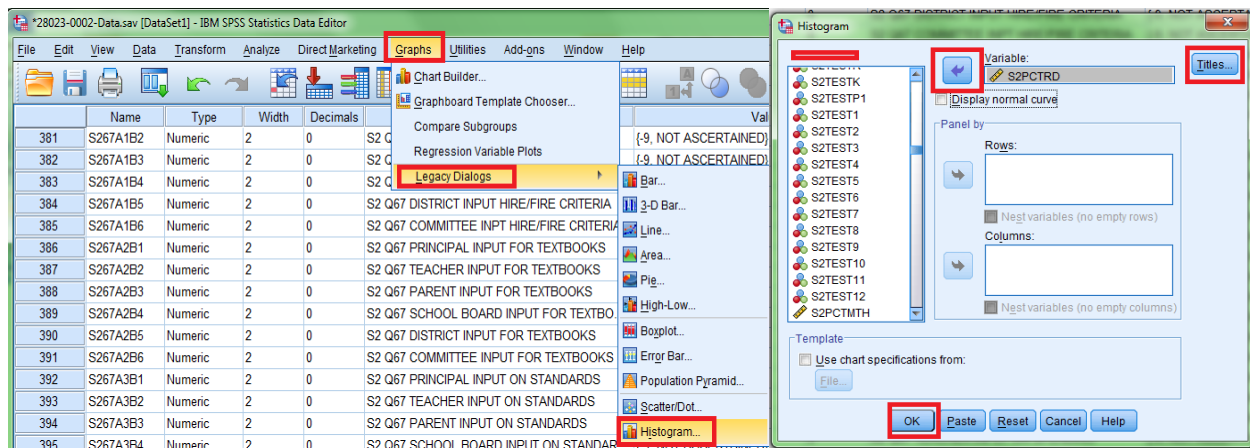 *28023-0002-Data.sav [DataSet1] - IBM SPSS Statistics Data Editor
File Edit View Data Transform Analyze Direct Marketing Graphs Utilities Add-ons Window Help
Chart Builder...
Graphboard Template Chooser...
Compare Subgroups
Regression Variable Plots
Legacy Dialogs
Bar...
3-D Bar...
Line...
Area...
Pie...
High-Low...
Boxplot...
Error Bar...
Population Pyramid...
Scatter/Dot...
Histogram...
Name Type Width Decimals Val
381 S267A1B2 Numeric 2 0 S2 Q {-9, NOT ASCERTAINED}
382 S267A1B3 Numeric 2 0 S2 Q {-9, NOT ASCERTAINED}
383 S267A1B4 Numeric 2 0 S2 Q
384 S267A1B5 Numeric 2 0 S2 Q67 DISTRICT INPUT HIRE/FIRE CRITERIA
385 S267A1B6 Numeric 2 0 S2 Q67 COMMITTEE INPT HIRE/FIRE CRITERIA
386 S267A2B1 Numeric 2 0 S2 Q67 PRINCIPAL INPUT FOR TEXTBOOKS
387 S267A2B2 Numeric 2 0 S2 Q67 TEACHER INPUT FOR TEXTBOOKS
388 S267A2B3 Numeric 2 0 S2 Q67 PARENT INPUT FOR TEXTBOOKS
389 S267A2B4 Numeric 2 0 S2 Q67 SCHOOL BOARD INPUT FOR TEXTBO...
390 S267A2B5 Numeric 2 0 S2 Q67 DISTRICT INPUT FOR TEXTBOOKS
391 S267A2B6 Numeric 2 0 S2 Q67 COMMITTEE INPUT FOR TEXTBOOKS
392 S267A3B1 Numeric 2 0 S2 Q67 PRINCIPAL INPUT ON STANDARDS
393 S267A3B2 Numeric 2 0 S2 Q67 TEACHER INPUT ON STANDARDS
394 S267A3B3 Numeric 2 0 S2 Q67 PARENT INPUT ON STANDARDS
395 S267A3B4 Numeric 2 0 S2 Q67 SCHOOL BOARD INPUT ON STANDAR
Histogram
S2TESTK
S2TESTP1
S2TEST1
S2TEST2
S2TEST3
S2TEST4
S2TEST5
S2TEST6
S2TEST7
S2TEST8
S2TEST9
S2TEST10
S2TEST11
S2TEST12
S2PCTMTH
Variable:
S2PCTRD
Titles...
Display normal curve
Panel by
Rows:
Nest variables (no empty rows)
Columns:
Nest variables (no empty columns)
Template
Use chart specifications from:
File...
OK Paste Reset Cancel Help